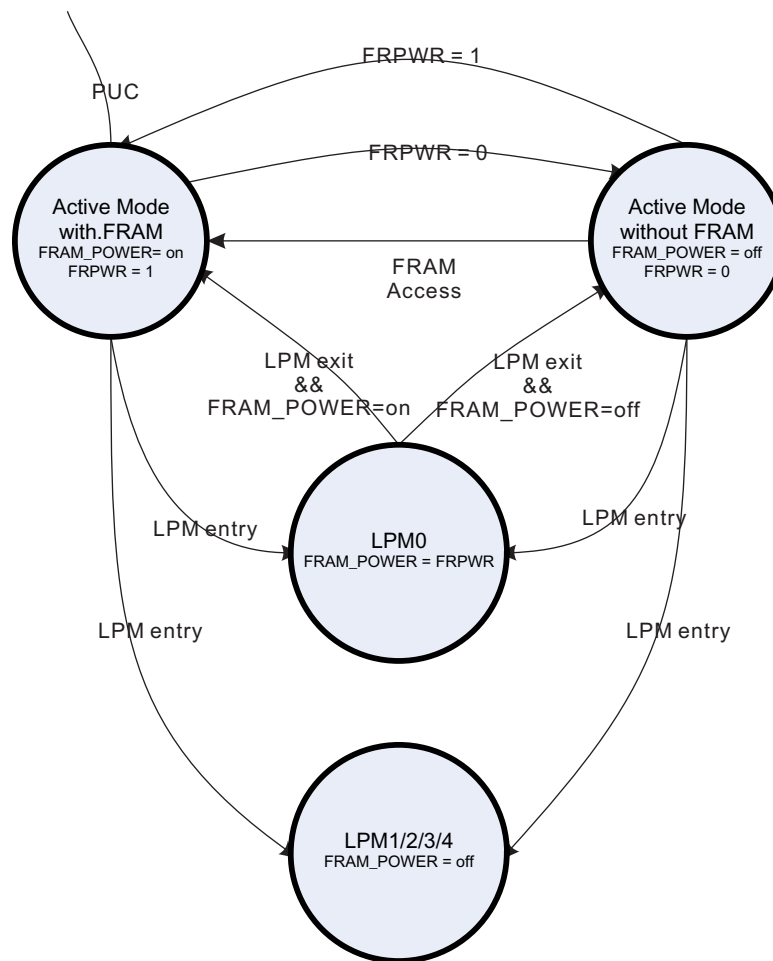 FRPWR = 1
PUC
FRPWR = 0
Active Mode
with.FRAM
FRAM_POWER= on
FRPWR = 1
Active Mode
without FRAM
FRAM_POWER = off
FRPWR = 0
FRAM
Access
LPM exit
&&
FRAM_POWER=on
LPM exit
&&
FRAM_POWER=off
LPM entry
LPM0
FRAM_POWER = FRPWR
LPM entry
LPM entry
LPM entry
LPM1/2/3/4
FRAM_POWER = off